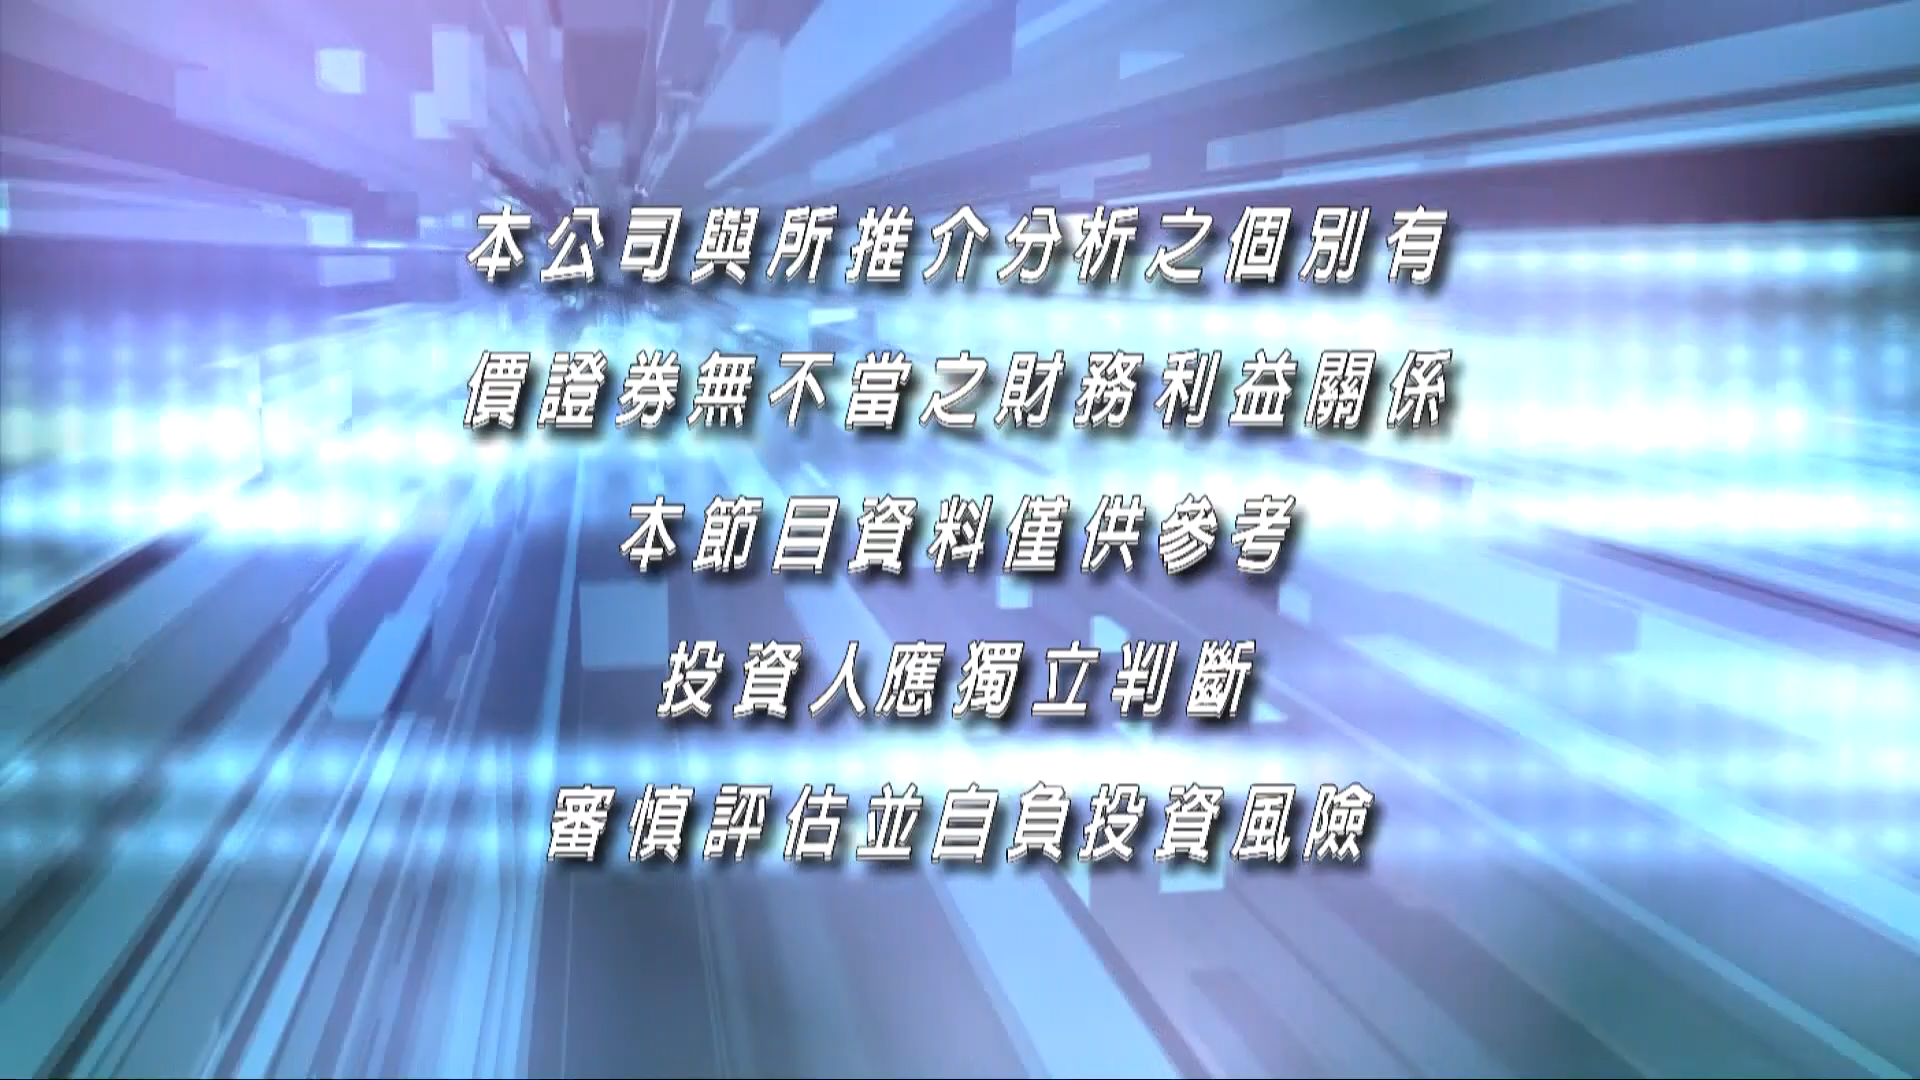 本公司與所推介分析之個別有
價證券無不當之財務利益關係
本節目資料僅供參考
投資人應獨立判斷
審慎評估並自負投資風險